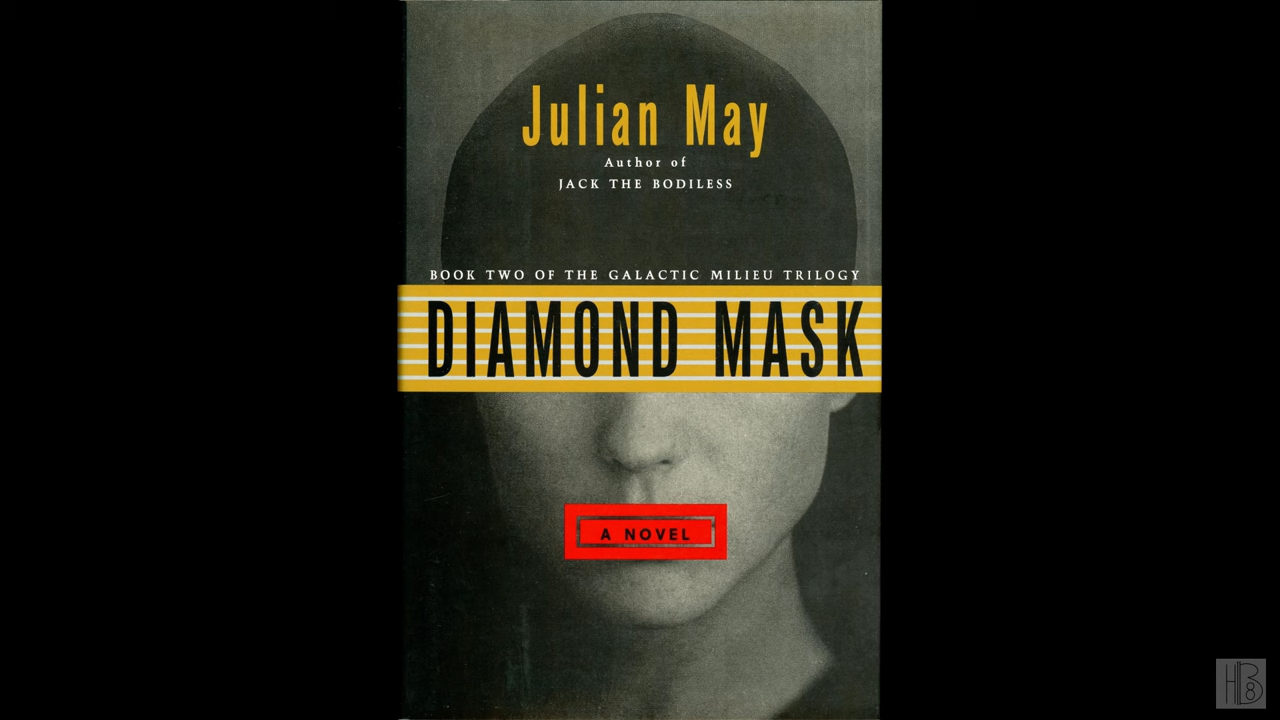 Julian May
Author of
JACK THE BODILESS
BOOK TWO OF THE GALACTIC MILIEU TRILOGY
DIAMOND MASK
A NOVEL